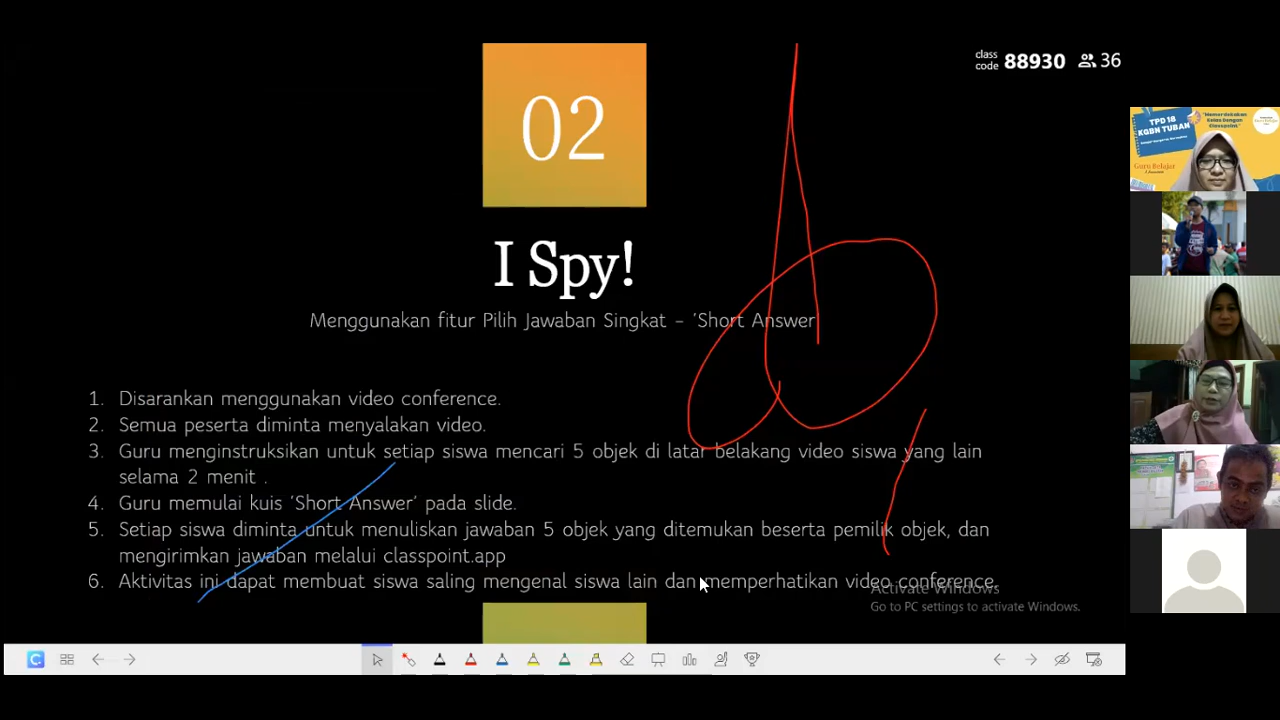 02
class code 88930 36
I Spy!
Menggunakan fitur Pilih Jawaban Singkat – 'Short Answer
1. Disarankan menggunakan video conference.
2. Semua peserta diminta menyalakan video.
3. Guru menginstruksikan untuk setiap siswa mencari 5 objek di latar belakang video siswa yang lain
selama 2 menit .
4. Guru memulai kuis 'Short Answer' pada slide.
5. Setiap siswa diminta untuk menuliskan jawaban 5 objek yang ditemukan beserta pemilik objek, dan
mengirimkan jawaban melalui classpoint.app
6. Aktivitas ini dapat membuat siswa saling mengenal siswa lain dan memperhatikan video conference.
Activate Windows
Go to PC settings to activate Windows.
TPD 18
KGBN TUBAN
"Memerdekakan
Kelas Dengan
Classpoint"
Guru Belajar